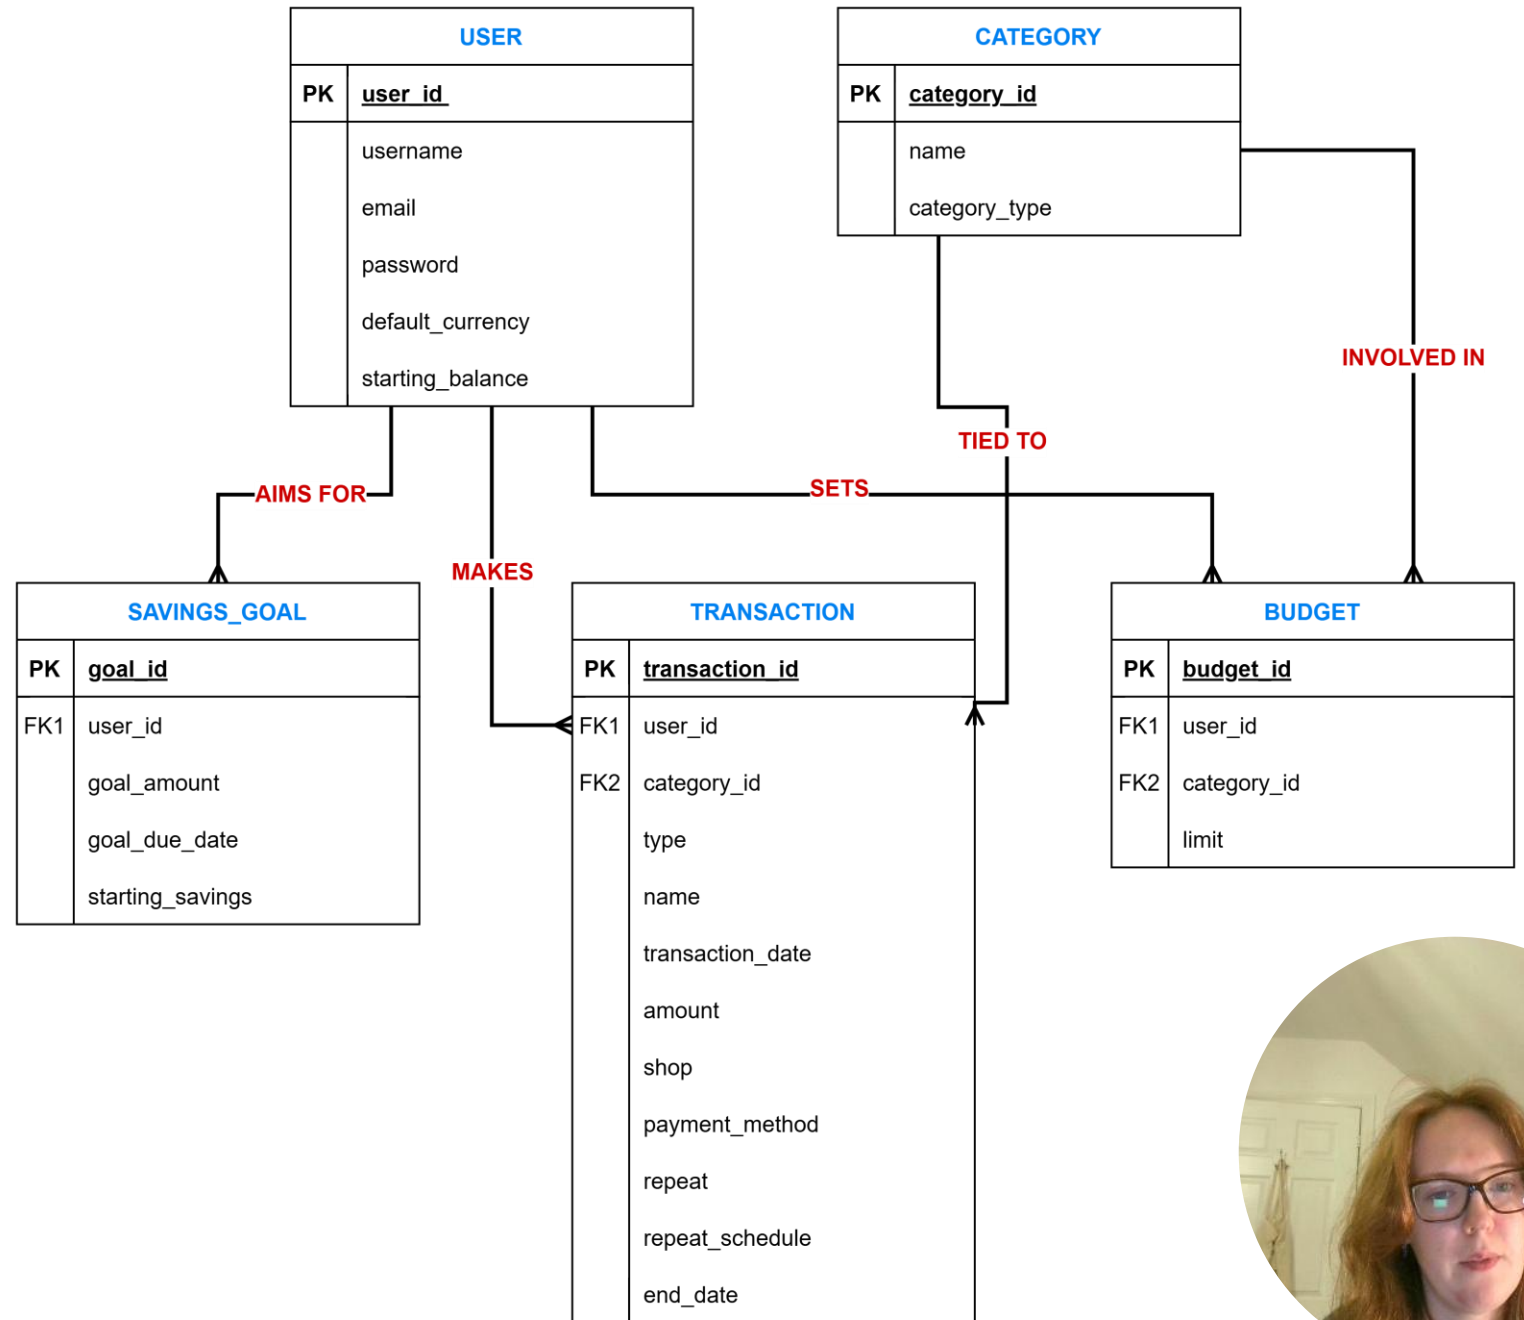 USER
PK user_id
username
email
password
default_currency
starting_balance
CATEGORY
PK category_id
name
category_type
INVOLVED IN
TIED TO
SETS
AIMS FOR
MAKES
SAVINGS_GOAL
PK goal_id
FK1 user_id
goal_amount
goal_due_date
starting_savings
TRANSACTION
PK transaction_id
FK1 user_id
FK2 category_id
type
name
transaction_date
amount
shop
payment_method
repeat
repeat_schedule
end_date
BUDGET
PK budget_id
FK1 user_id
FK2 category_id
limit